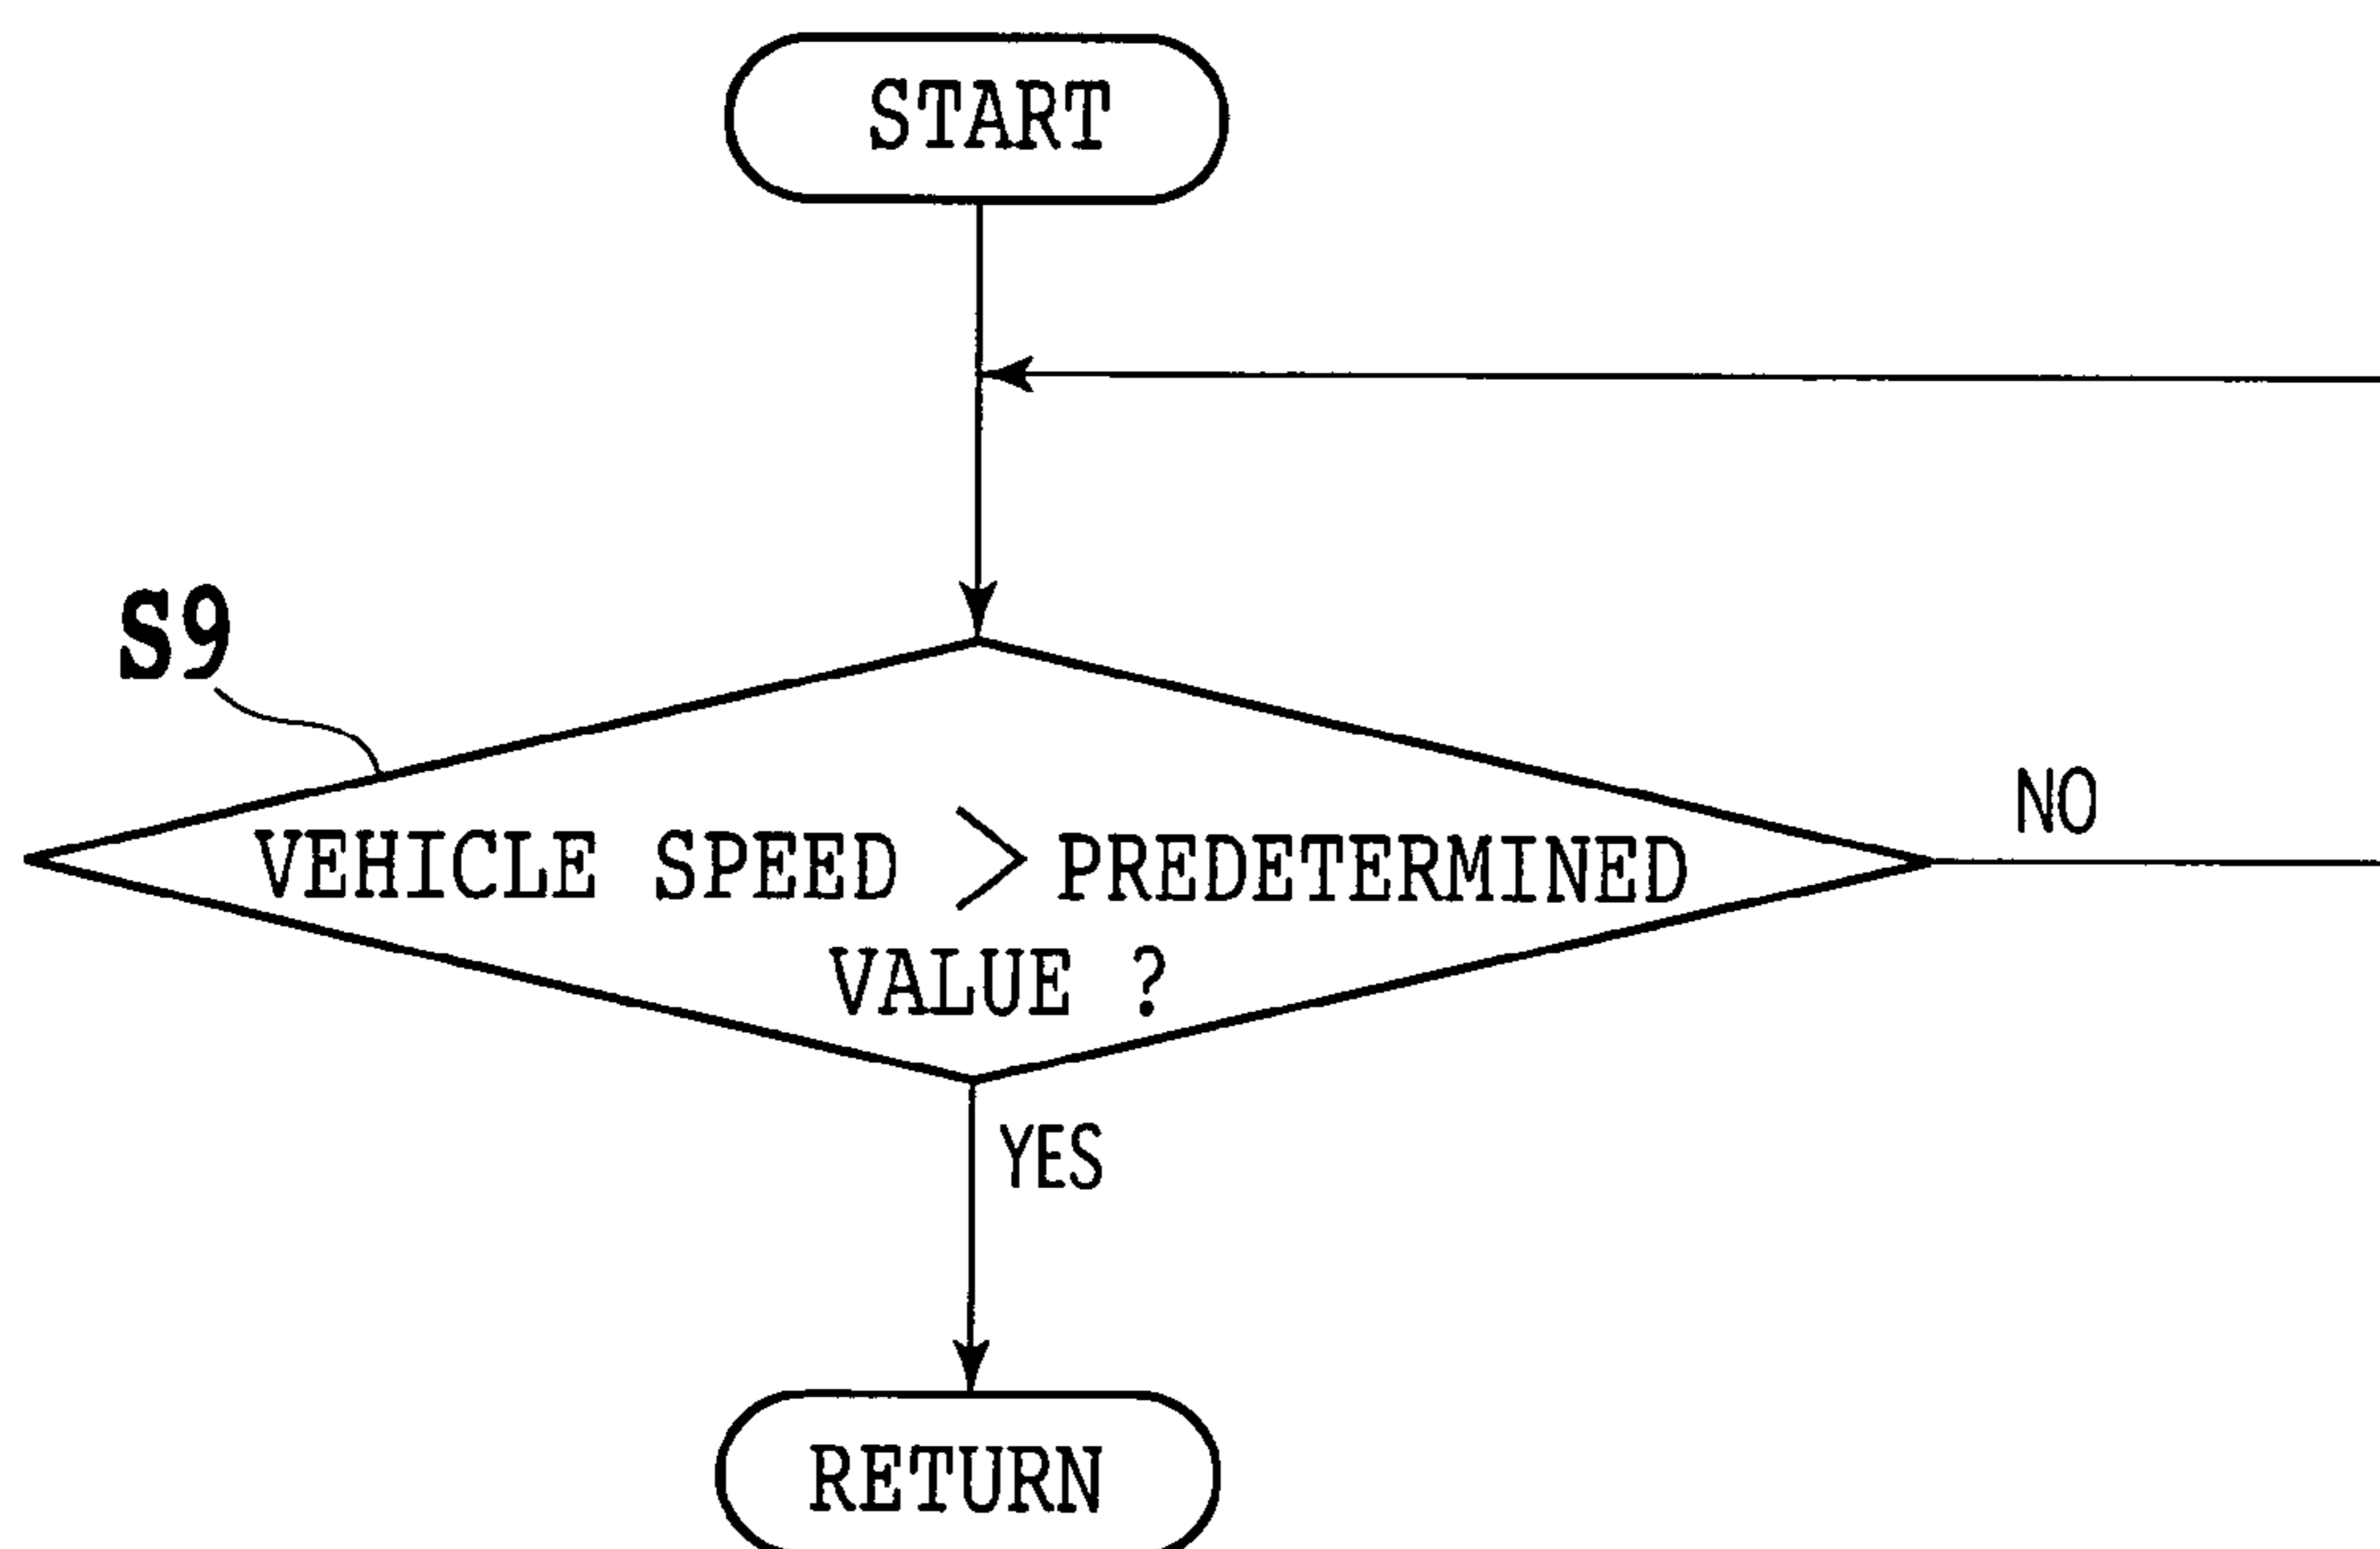 START
S9
NO
VEHICLE SPEED > PREDETERMINED
VALUE ?
YES
RETURN